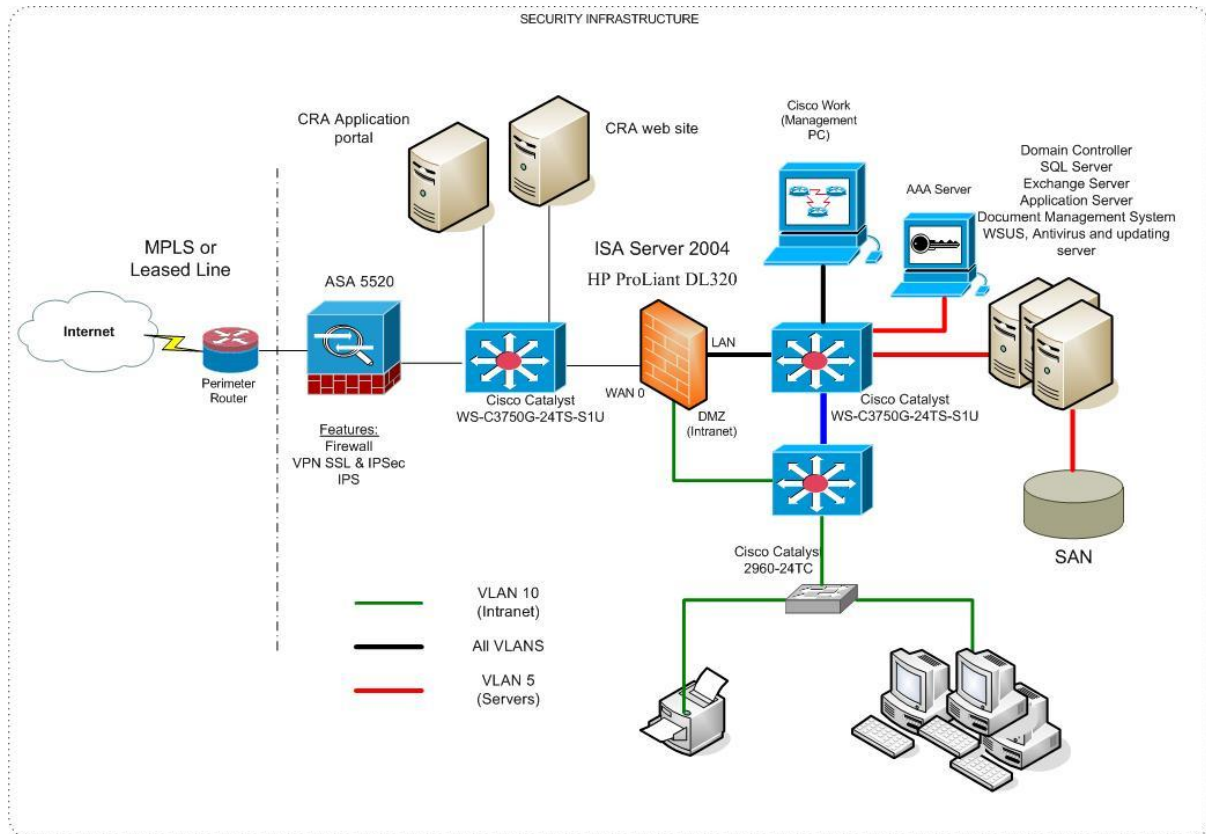 SECURITY INFRASTRUCTURE
CRA Application
portal
CRA web site
Cisco Work
(Management
PC)
AAA Server
Domain Controller
SQL Server
Exchange Server
Application Server
Document Management System
WSUS, Antivirus and updating
server
MPLS or
Leased Line
Internet
Perimeter
Router
ASA 5520
Features:
Firewall
VPN SSL & IPSec
IPS
Cisco Catalyst
WS-C3750G-24TS-S1U
ISA Server 2004
HP ProLiant DL320
WAN 0
LAN
DMZ
(Intranet)
Cisco Catalyst
WS-C3750G-24TS-S1U
SAN
Cisco Catalyst
2960-24TC
VLAN 10
(Intranet)
All VLANS
VLAN 5
(Servers)